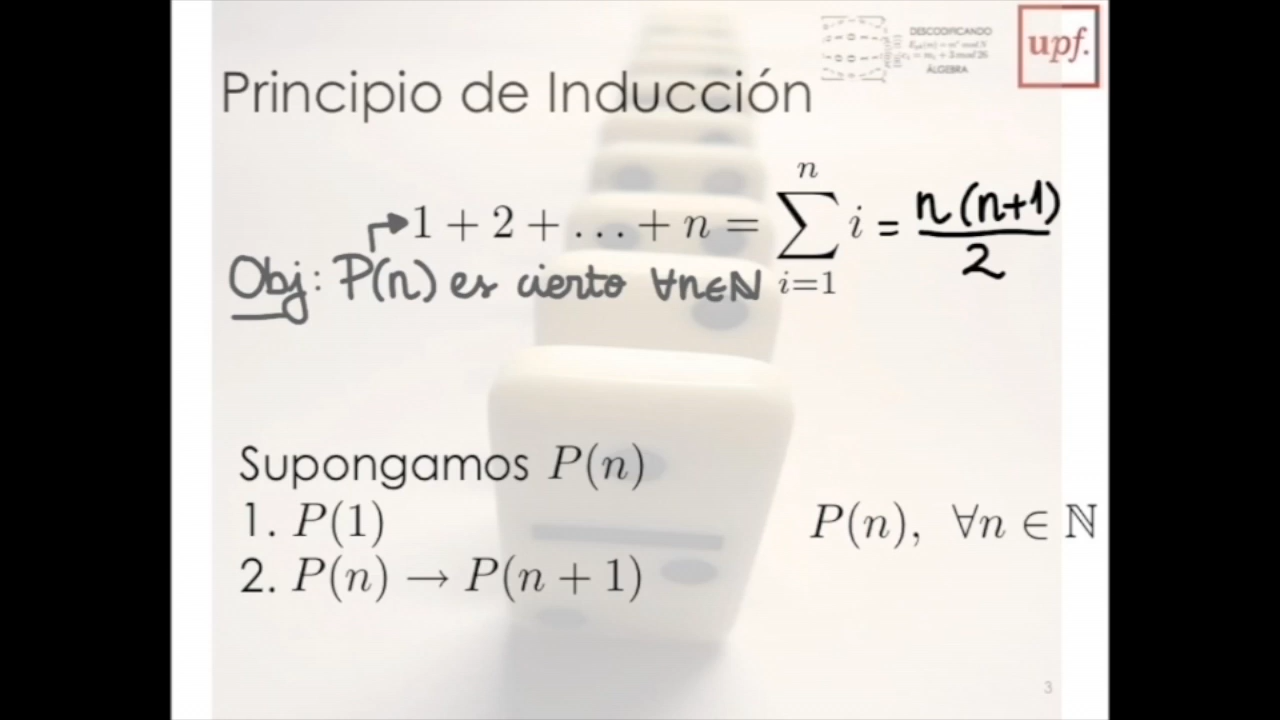 DESCODIFICANDO
ÁLGEBRA
upf.
Principio de Inducción
1 + 2 + . . . + n = ∑_{i=1}^{n} i = n(n+1)/2
Obj: P(n) es cierto ∀n∈ℕ
Supongamos P(n)
1. P(1)
P(n), ∀n ∈ ℕ
2. P(n) → P(n + 1)
3